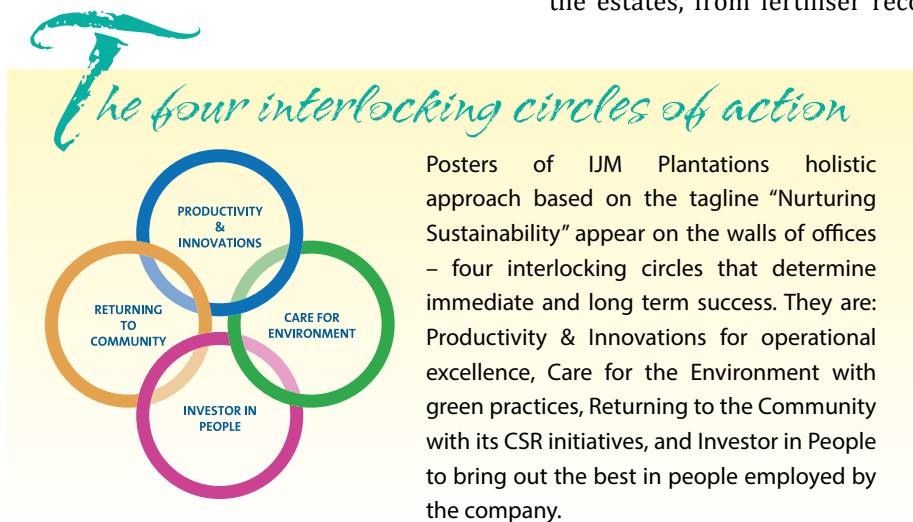 the estates, from fertiliser reco
The four interlocking circles of action
PRODUCTIVITY
&
INNOVATIONS
RETURNING
TO
COMMUNITY
CARE FOR
ENVIRONMENT
INVESTOR IN
PEOPLE
Posters of IJM Plantations holistic
approach based on the tagline “Nurturing
Sustainability” appear on the walls of offices
– four interlocking circles that determine
immediate and long term success. They are:
Productivity & Innovations for operational
excellence, Care for the Environment with
green practices, Returning to the Community
with its CSR initiatives, and Investor in People
to bring out the best in people employed by
the company.